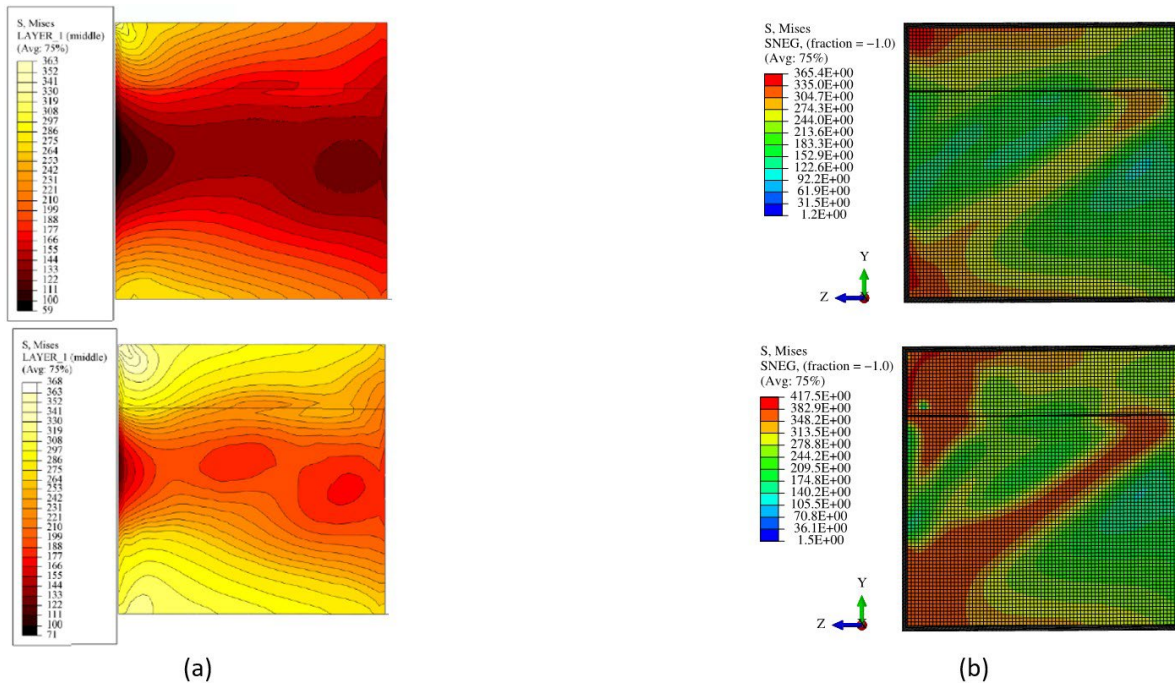 S, Mises
LAYER_1 (middle)
(Avg: 75%)
363
352
341
330
319
308
297
286
275
264
253
242
231
221
210
199
188
177
166
155
144
133
122
111
100
59
S, Mises
SNEG, (fraction = −1.0)
(Avg: 75%)
365.4E+00
335.0E+00
304.7E+00
274.3E+00
244.0E+00
213.6E+00
183.3E+00
152.9E+00
122.6E+00
92.2E+00
61.9E+00
31.5E+00
1.2E+00
Y
Z
S, Mises
LAYER_1 (middle)
(Avg: 75%)
368
363
352
341
330
319
308
297
286
275
264
253
242
231
221
210
199
188
177
166
155
144
133
122
111
100
71
S, Mises
SNEG, (fraction = −1.0)
(Avg: 75%)
417.5E+00
382.9E+00
348.2E+00
313.5E+00
278.8E+00
244.2E+00
209.5E+00
174.8E+00
140.2E+00
105.5E+00
70.8E+00
36.1E+00
1.5E+00
Y
Z
(a)
(b)